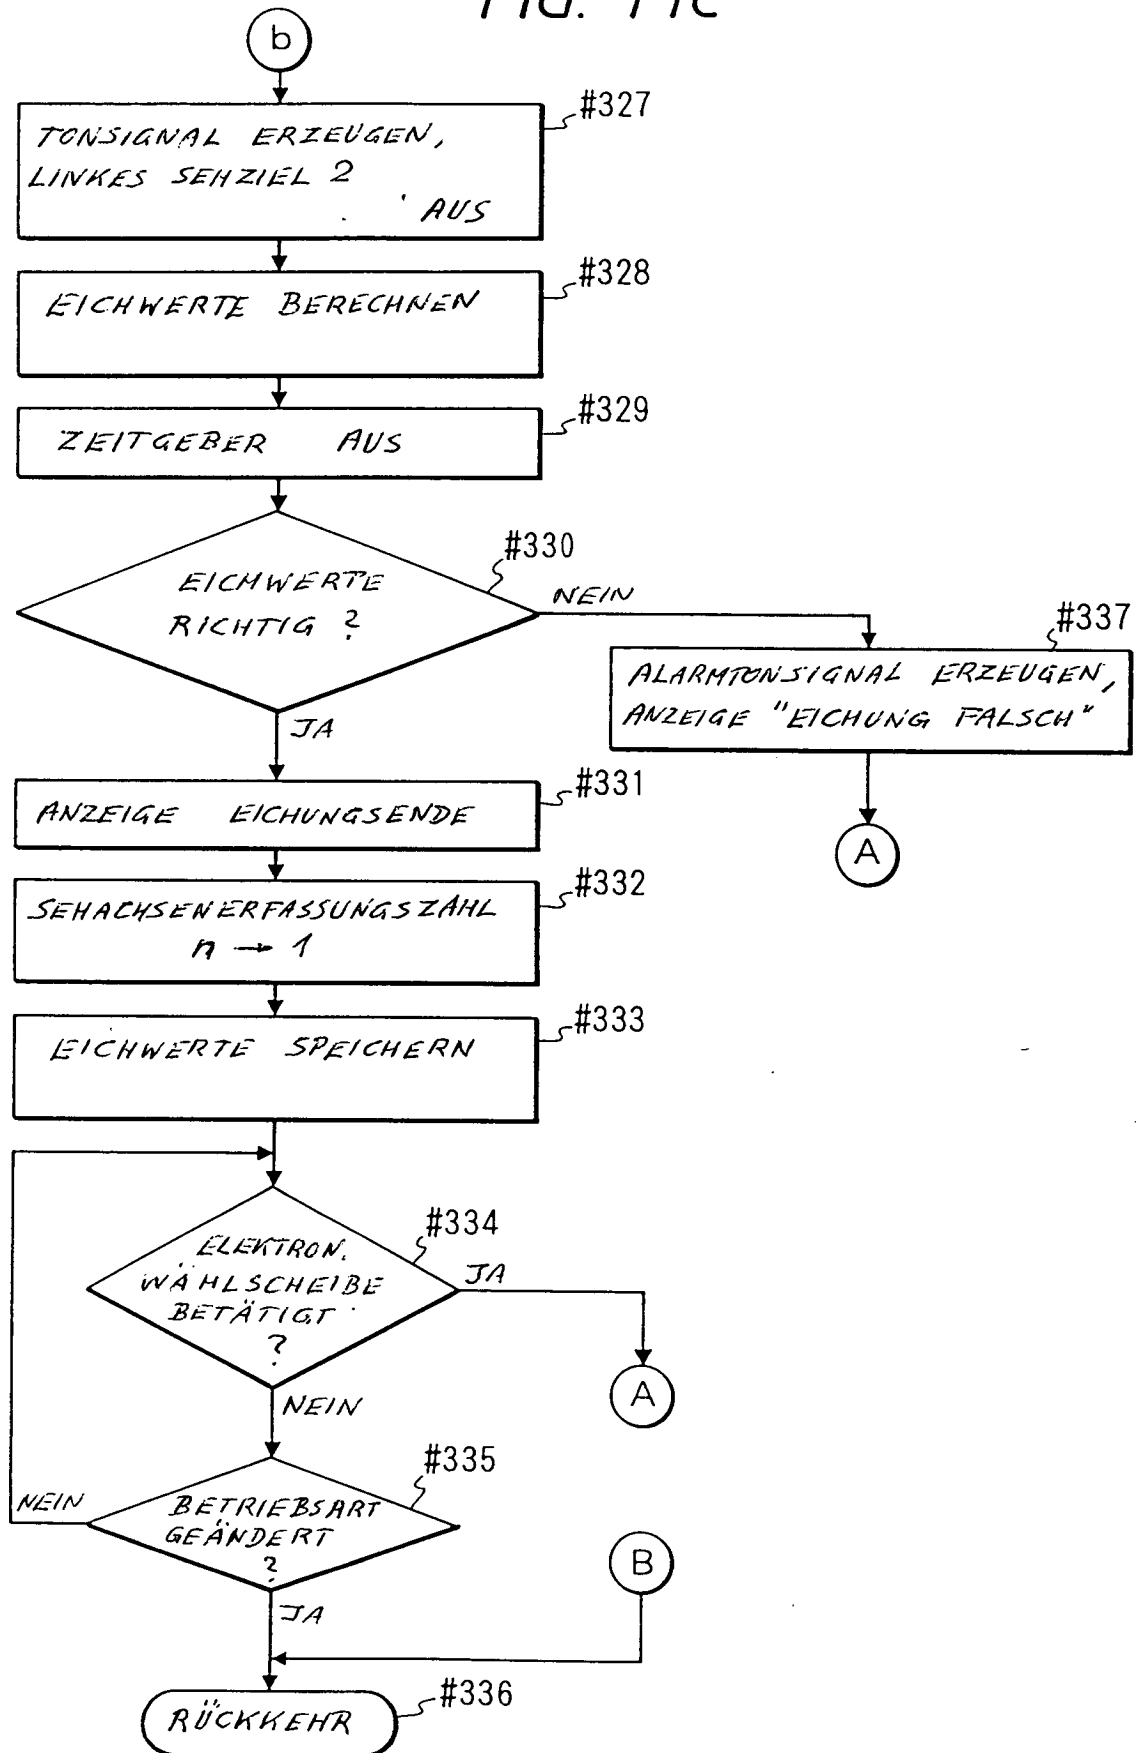 b
#327
TONSIGNAL ERZEUGEN,
LINKES SEHZIEL 2
AUS
#328
EICHWERTE BERECHNEN
#329
ZEITGEBER AUS
#330
EICHWERTE
RICHTIG ?
NEIN
#337
ALARMTONSIGNAL ERZEUGEN,
ANZEIGE "EICHUNG FALSCH"
JA
A
#331
ANZEIGE EICHUNGSENDE
#332
SEHACHSENERFASSUNGSZAHL
n → 1
#333
EICHWERTE SPEICHERN
#334
ELEKTRON.
WÄHLSCHEIBE
BETÄTIGT
?
JA
A
NEIN
#335
BETRIEBSART
GEÄNDERT
?
NEIN
B
JA
#336
RÜCKKEHR